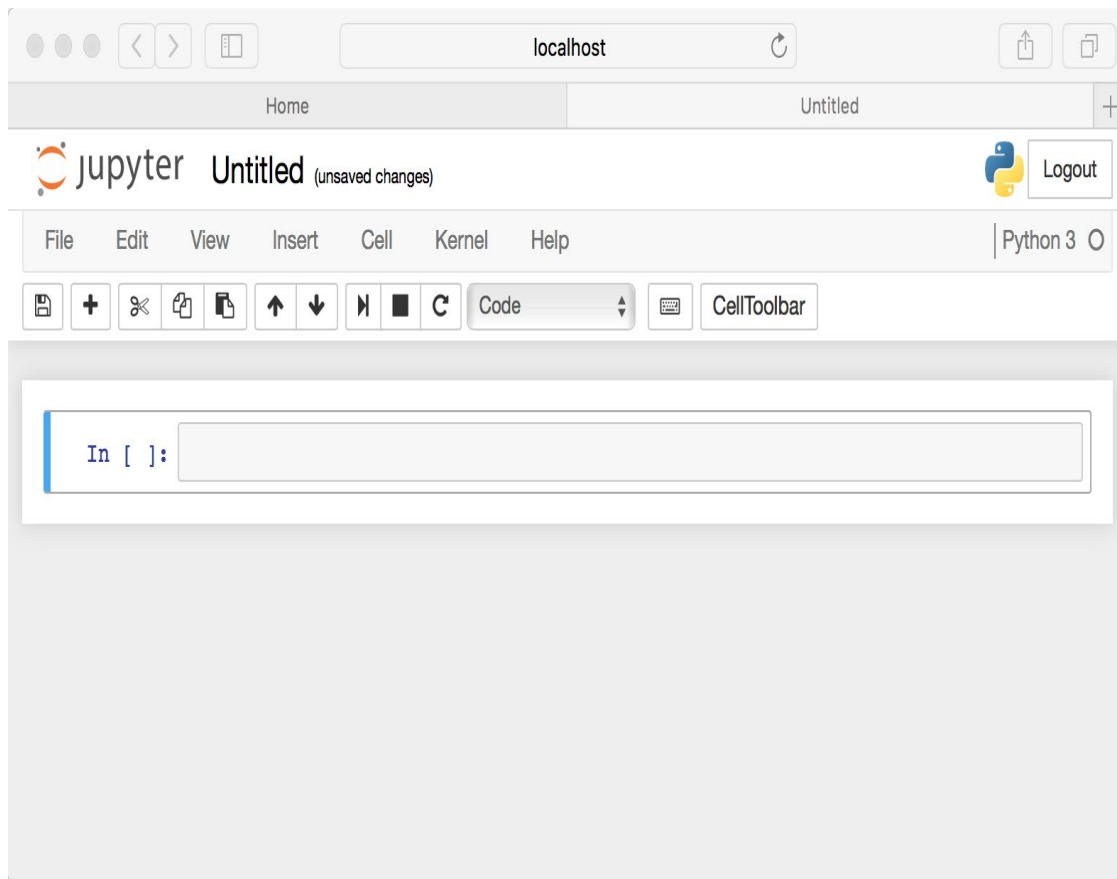 localhost
Home Untitled +
jupyter Untitled (unsaved changes) Logout
File Edit View Insert Cell Kernel Help Python 3
Code CellToolbar
In [ ]: